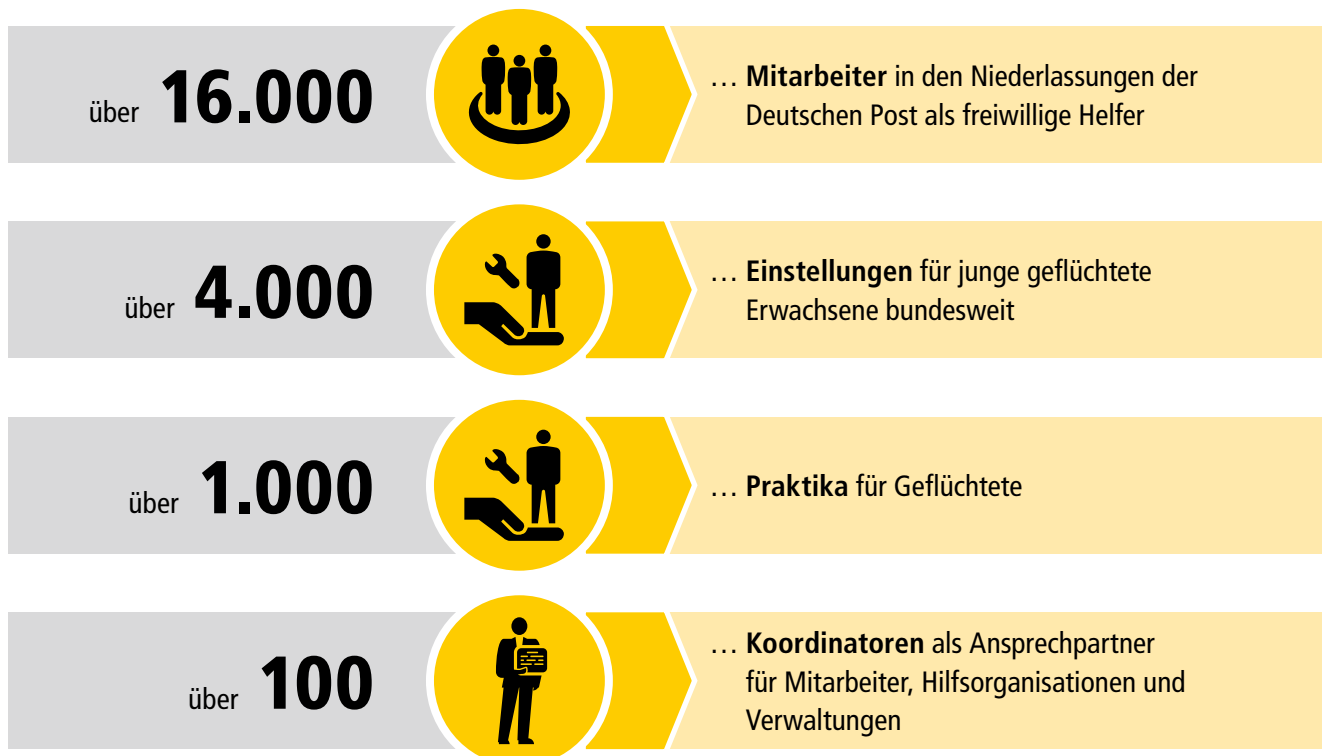 über 16.000
… Mitarbeiter in den Niederlassungen der
Deutschen Post als freiwillige Helfer
über 4.000
… Einstellungen für junge geflüchtete
Erwachsene bundesweit
über 1.000
… Praktika für Geflüchtete
über 100
… Koordinatoren als Ansprechpartner
für Mitarbeiter, Hilfsorganisationen und
Verwaltungen